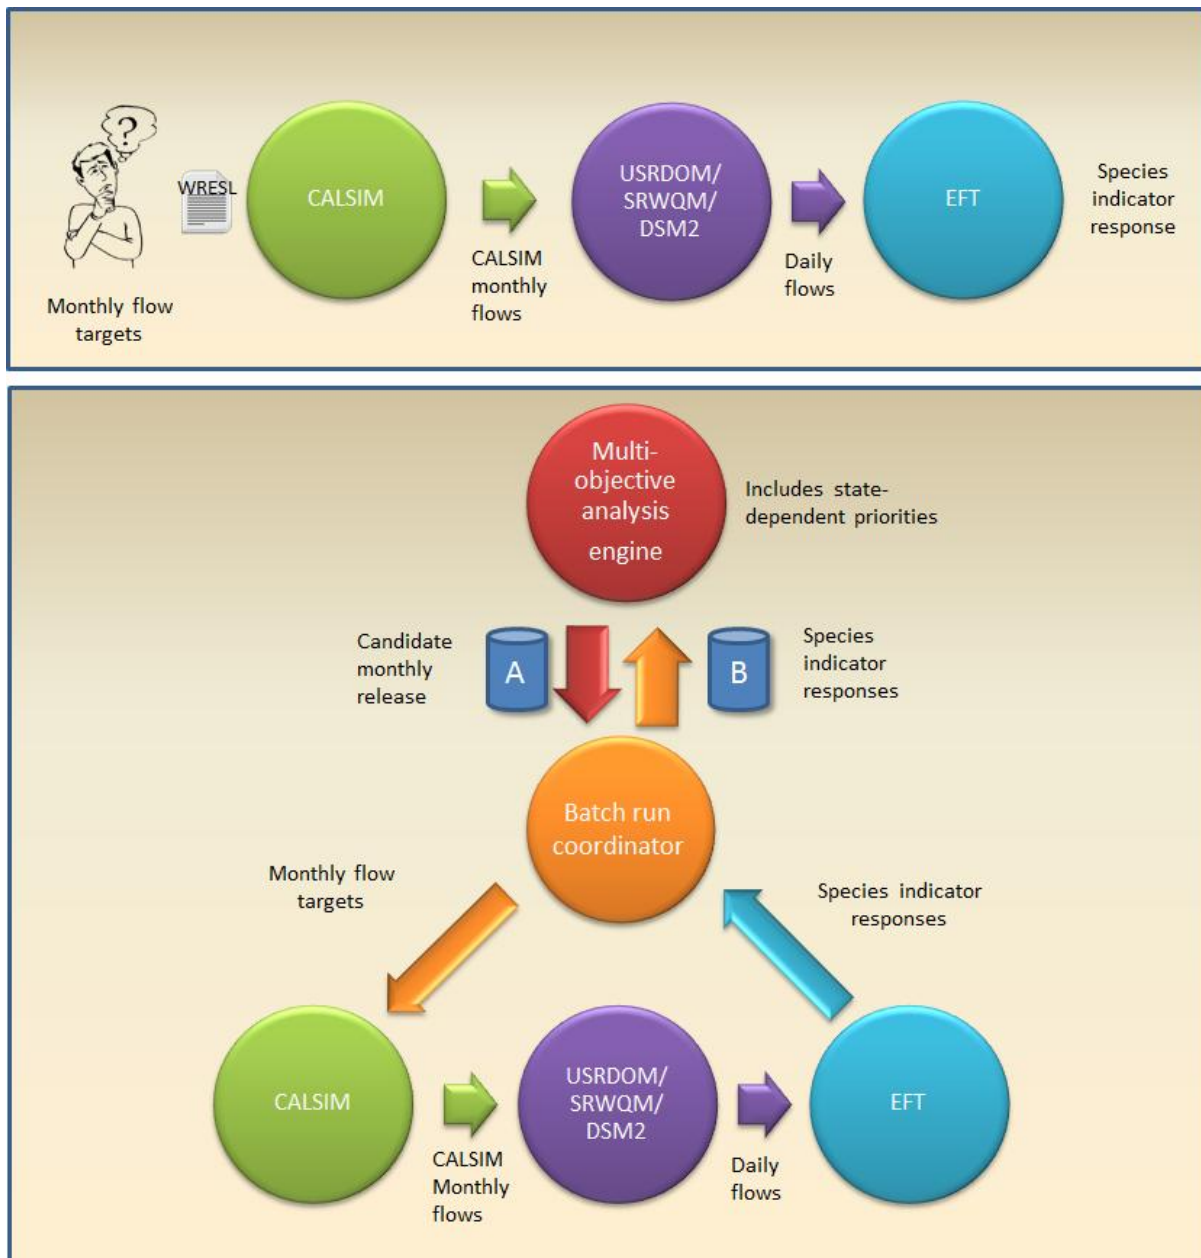 ?
WRESL
Monthly flow
targets
CALSIM
CALSIM
monthly
flows
USRDOM/
SRWQM/
DSM2
Daily
flows
EFT
Species
indicator
response
Multi-
objective
analysis
engine
Includes state-
dependent priorities
Candidate
monthly
release
A
B
Species
indicator
responses
Batch run
coordinator
Monthly flow
targets
Species indicator
responses
CALSIM
CALSIM
Monthly
flows
USRDOM/
SRWQM/
DSM2
Daily
flows
EFT